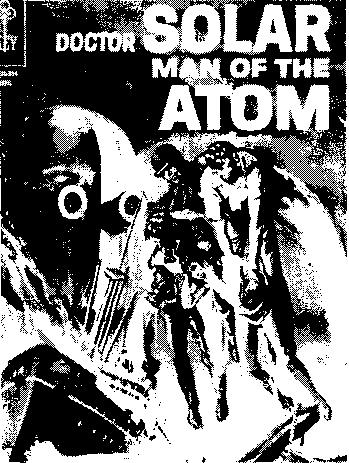 DOCTOR SOLAR
MAN OF THE
ATOM